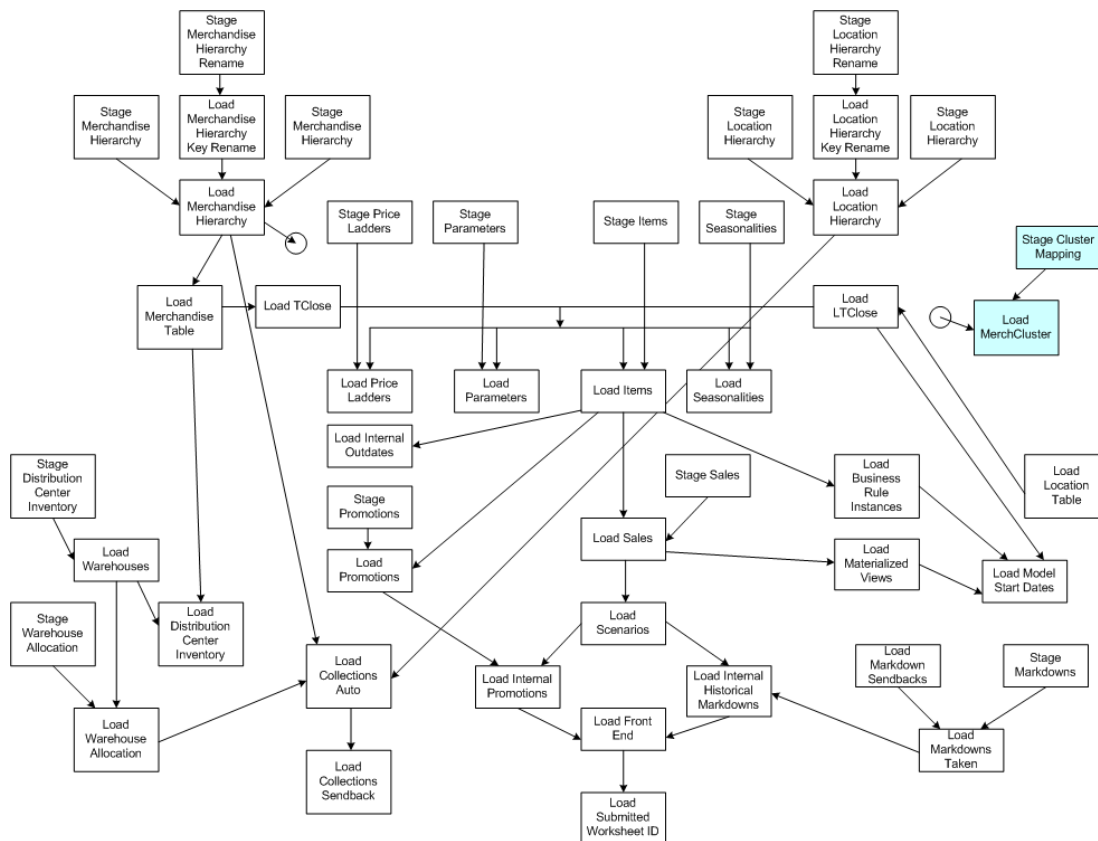 Stage
Merchandise
Hierarchy
Rename
Stage
Location
Hierarchy
Rename
Stage
Merchandise
Hierarchy
Load
Merchandise
Hierarchy
Key Rename
Stage
Merchandise
Hierarchy
Stage
Location
Hierarchy
Load
Location
Hierarchy
Key Rename
Stage
Location
Hierarchy
Load
Merchandise
Hierarchy
Load
Location
Hierarchy
Stage Price
Ladders
Stage
Parameters
Stage Items
Stage
Seasonalities
Stage Cluster
Mapping
Load
Merchandise
Table
Load TClose
Load
LTClose
Load
MerchCluster
Load Price
Ladders
Load
Parameters
Load Items
Load
Seasonalities
Load Internal
Outdates
Stage
Distribution
Center
Inventory
Stage
Promotions
Stage Sales
Load
Business
Rule
Instances
Load
Location
Table
Load
Warehouses
Load
Promotions
Load Sales
Load
Materialized
Views
Load Model
Start Dates
Stage
Warehouse
Allocation
Load
Distribution
Center
Inventory
Load
Scenarios
Load
Collections
Auto
Load Internal
Promotions
Load Internal
Historical
Markdowns
Load
Markdown
Sendbacks
Stage
Markdowns
Load
Warehouse
Allocation
Load Front
End
Load
Markdowns
Taken
Load
Collections
Sendback
Load
Submitted
Worksheet ID